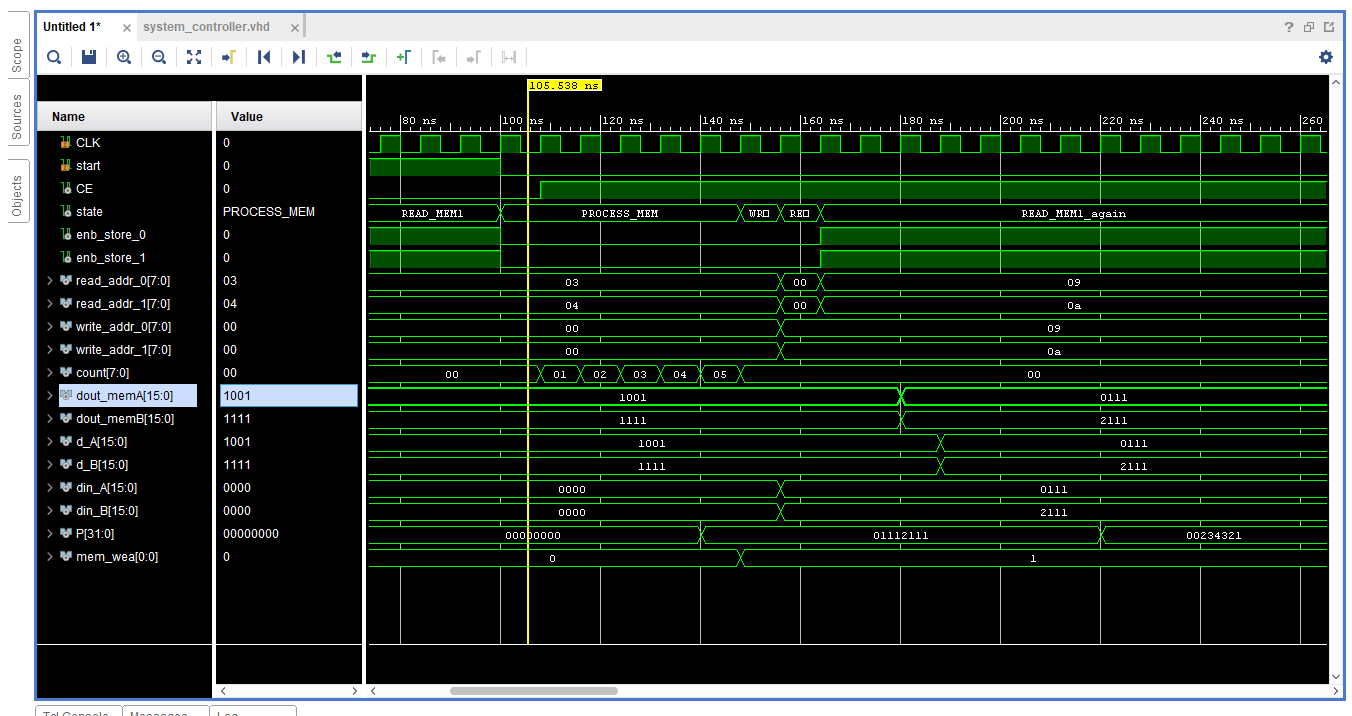 Untitled 1* × system_controller.vhd ×
?
Scope
Sources
Objects
105.538 ns
Name Value
80 ns 100 ns 120 ns 140 ns 160 ns 180 ns 200 ns 220 ns 240 ns 260
CLK 0
start 0
CE 0
state PROCESS_MEM READ_MEM1 PROCESS_MEM WR RE READ_MEM1_again
enb_store_0 0
enb_store_1 0
read_addr_0[7:0] 03 03 00 09
read_addr_1[7:0] 04 04 00 0a
write_addr_0[7:0] 00 00 09
write_addr_1[7:0] 00 00 0a
count[7:0] 00 00 01 02 03 04 05 00
dout_memA[15:0] 1001 1001 0111
dout_memB[15:0] 1111 1111 2111
d_A[15:0] 1001 1001 0111
d_B[15:0] 1111 1111 2111
din_A[15:0] 0000 0000 0111
din_B[15:0] 0000 0000 2111
P[31:0] 00000000 00000000 01112111 00234321
mem_wea[0:0] 0 0 1
Tcl Console Messages Log